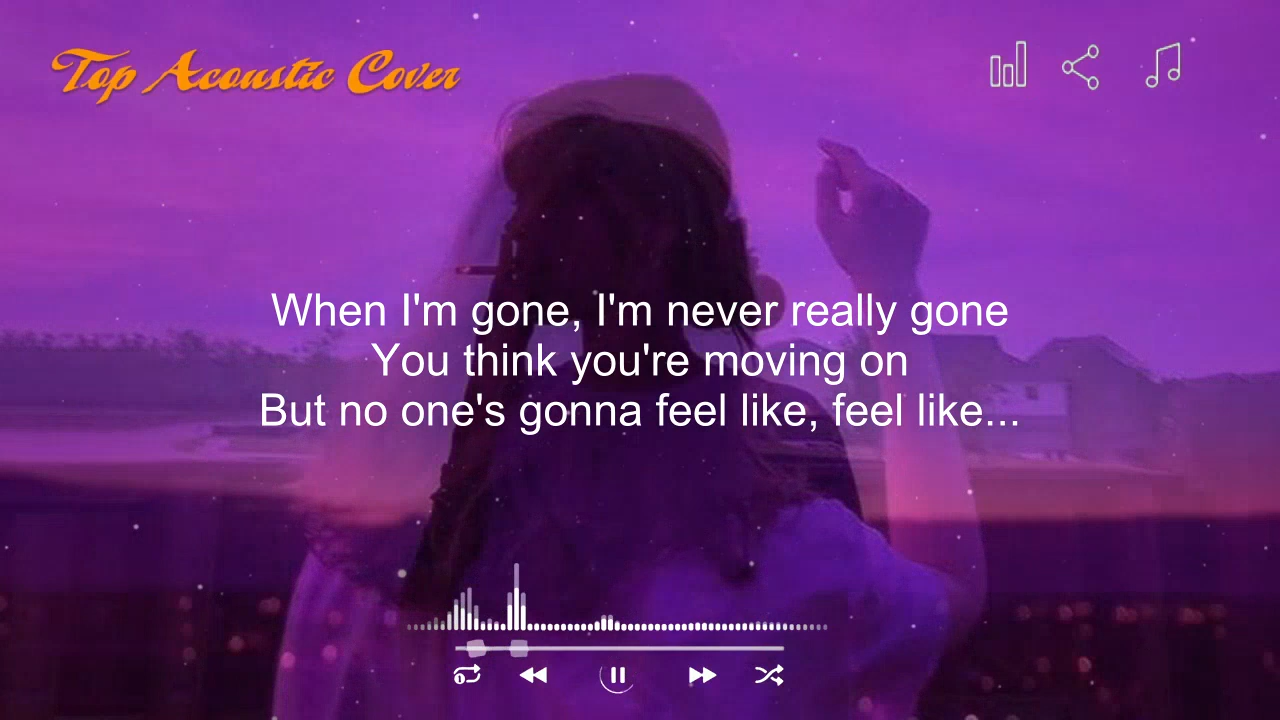 Top Acoustic Cover
When I'm gone, I'm never really gone
You think you're moving on
But no one's gonna feel like, feel like...
1